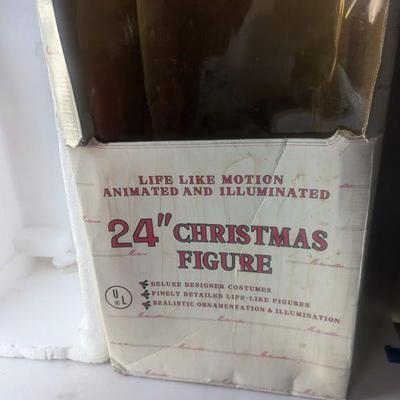 LIFE LIKE MOTION
ANIMATED AND ILLUMINATED
24" CHRISTMAS
FIGURE
DELUXE DESIGNER COSTUMES
FINELY DETAILED LIFE-LIKE FIGURES
REALISTIC ORNAMENTATION & ILLUMINATION
UL